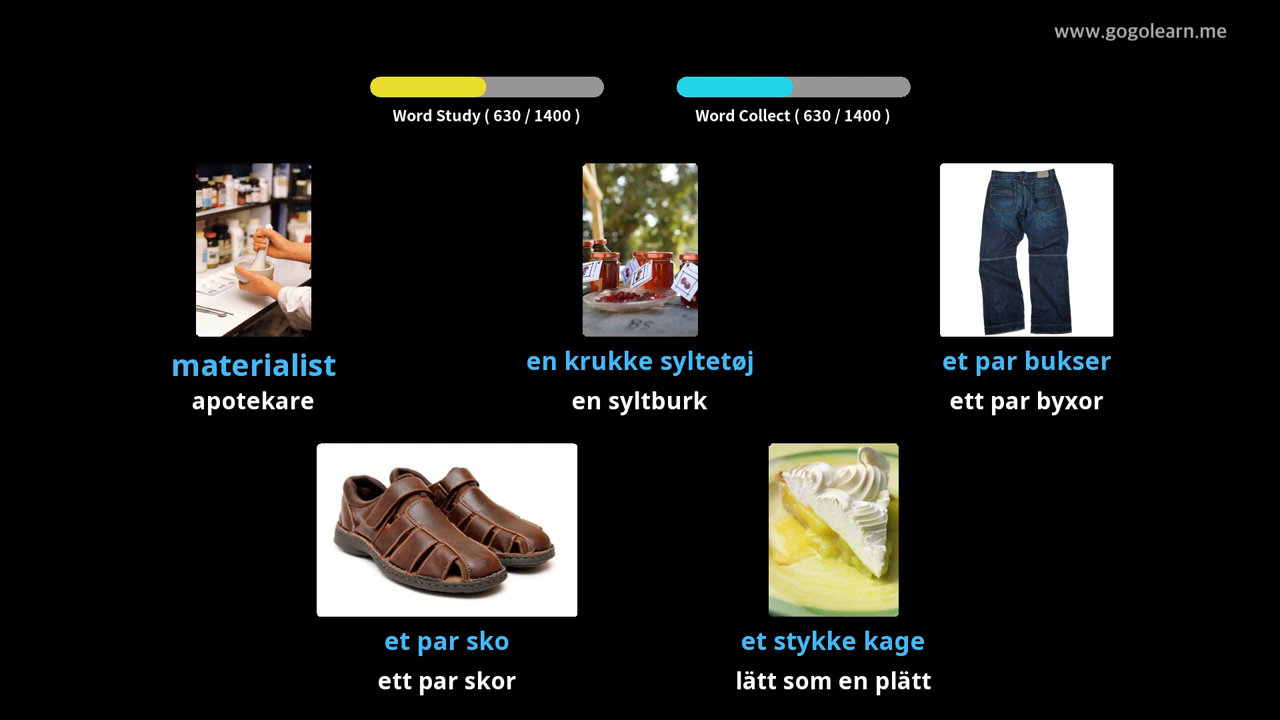 www.gogolearn.me
Word Study ( 630 / 1400 )
Word Collect ( 630 / 1400 )
materialist
apotekare
en krukke syltetøj
en syltburk
et par bukser
ett par byxor
et par sko
ett par skor
et stykke kage
lätt som en plätt